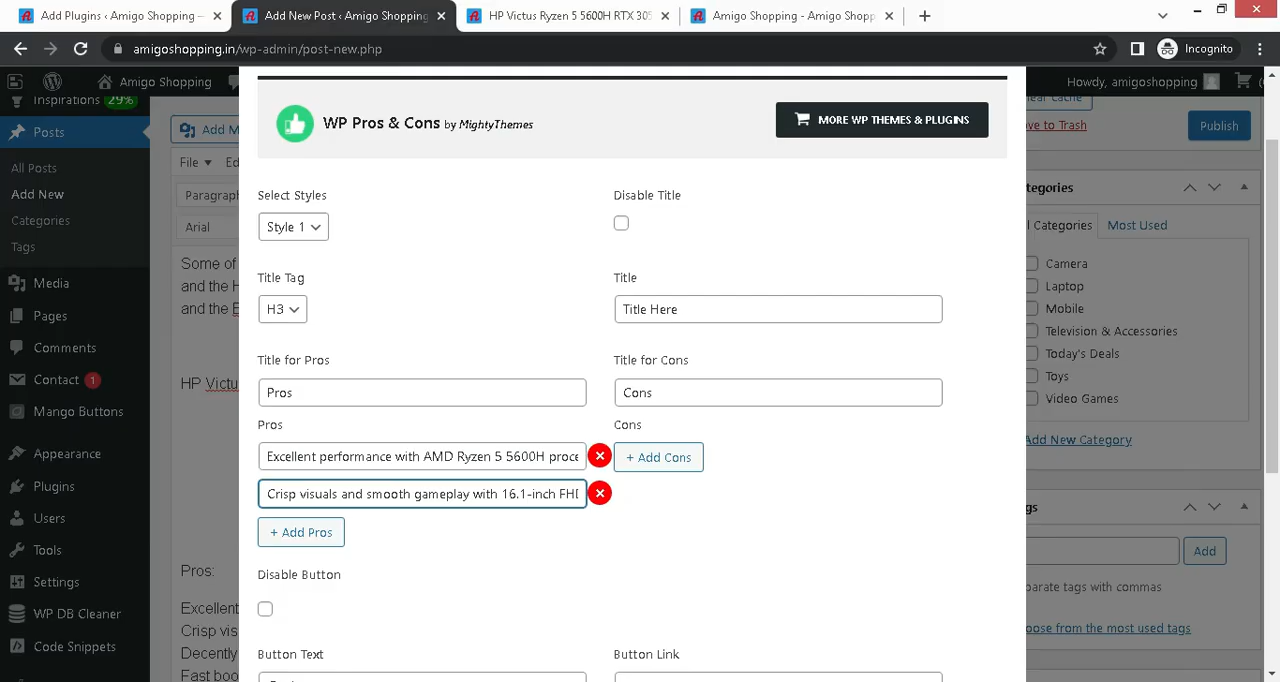 Add Plugins ‹ Amigo Shopping —
Add New Post ‹ Amigo Shopping
HP Victus Ryzen 5 5600H RTX 305
Amigo Shopping - Amigo Shopp
amigoshopping.in/wp-admin/post-new.php
Incognito
Amigo Shopping
Howdy, amigoshopping
Inspirations 29%
Posts
All Posts
Add New
Categories
Tags
Media
Pages
Comments
Contact 1
Mango Buttons
Appearance
Plugins
Users
Tools
Settings
WP DB Cleaner
Code Snippets
Add M
File
Ed
Paragraph
Arial
Some of
and the H
and the E
HP Victu
Pros:
Excellent
Crisp vis
Decently
Fast boo
WP Pros & Cons by MightyThemes
MORE WP THEMES & PLUGINS
Select Styles
Disable Title
Style 1
Title Tag
Title
H3
Title Here
Title for Pros
Title for Cons
Pros
Cons
Pros
Cons
Excellent performance with AMD Ryzen 5 5600H proce
+ Add Cons
Crisp visuals and smooth gameplay with 16.1-inch FHD
+ Add Pros
Disable Button
Button Text
Button Link
ear Cache
ve to Trash
Publish
tegories
l Categories
Most Used
Camera
Laptop
Mobile
Television & Accessories
Today's Deals
Toys
Video Games
Add New Category
gs
Add
parate tags with commas
oose from the most used tags